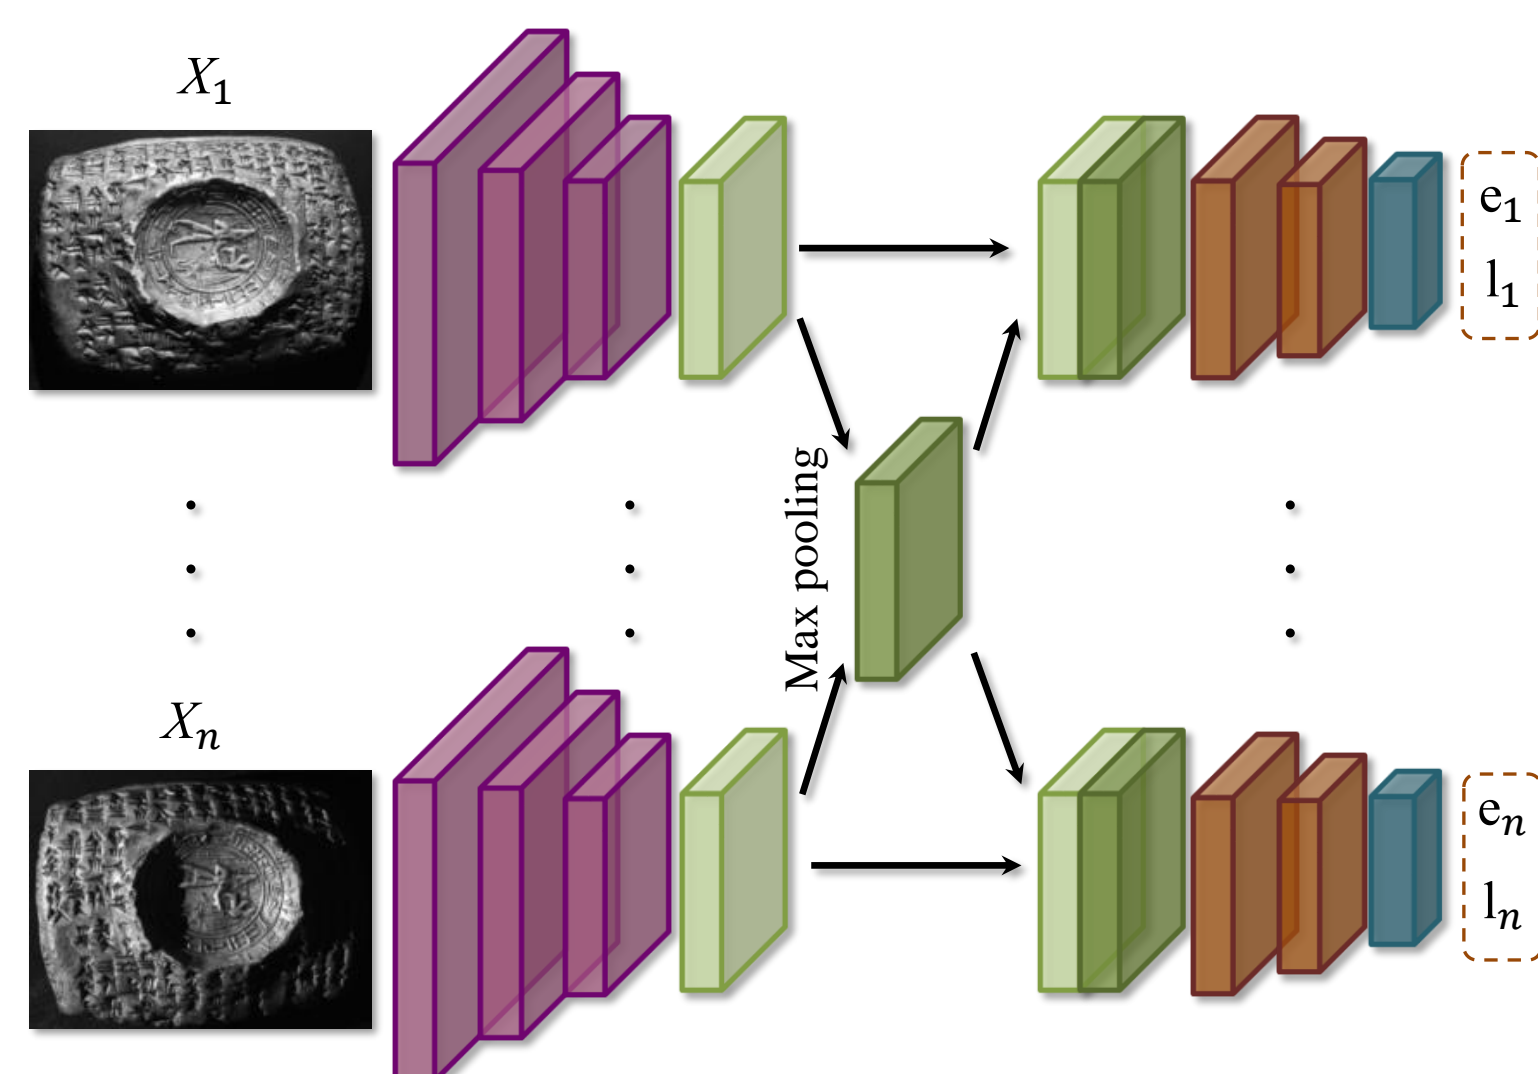 X₁
e₁
l₁
Max pooling
Xₙ
eₙ
lₙ